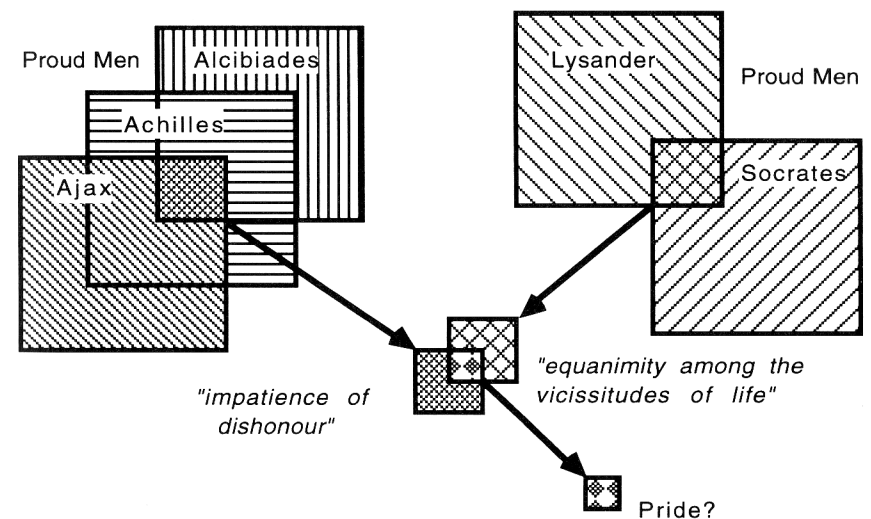 Proud Men
Alcibiades
Achilles
Ajax
Lysander
Proud Men
Socrates
"impatience of
dishonour"
"equanimity among the
vicissitudes of life"
Pride?